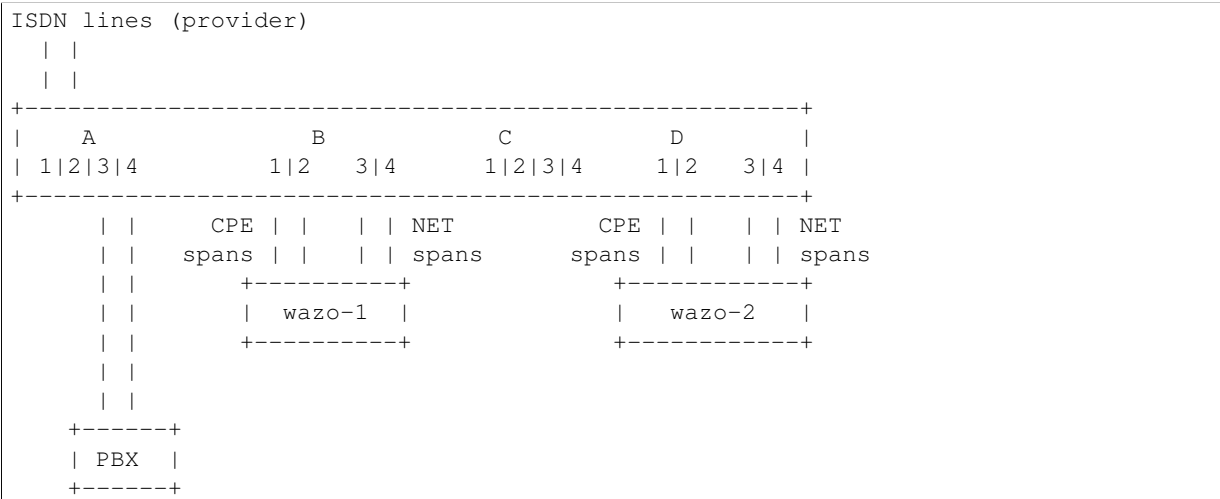 ISDN lines (provider)
| |
| |
+------------------------------------------------------+
|    A               B            C           D        |
| 1|2|3|4         1|2   3|4      1|2|3|4     1|2   3|4 |
+------------------------------------------------------+
      | |     CPE | |   | | NET          CPE | |   | | NET
      | |   spans | |   | | spans      spans | |   | | spans
      | |       +----------+              +------------+
      | |       |  wazo-1  |              |   wazo-2   |
      | |       +----------+              +------------+
      | |
      | |
    +------+
    | PBX  |
    +------+